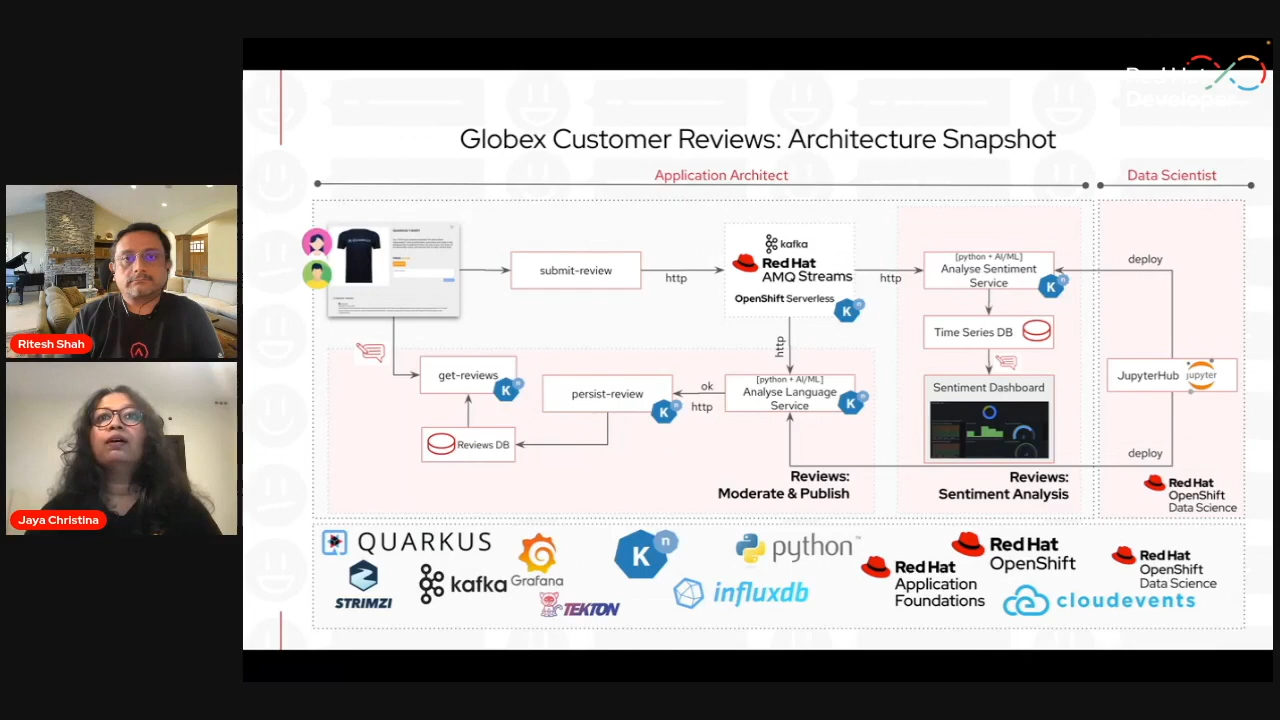 Red Hat
Developer
Globex Customer Reviews: Architecture Snapshot
Application Architect
Data Scientist
submit-review
http
kafka
Red Hat
AMQ Streams
OpenShift Serverless
K
http
[python + AI/ML]
Analyse Sentiment
Service
K n
deploy
Time Series DB
http
get-reviews
K n
persist-review
K n
ok
http
[python + AI/ML]
Analyse Language
Service
K n
Sentiment Dashboard
JupyterHub
jupyter
Reviews DB
deploy
Reviews:
Moderate & Publish
Reviews:
Sentiment Analysis
Red Hat
OpenShift
Data Science
QUARKUS
STRIMZI
kafka
Grafana
TEKTON
K n
influxdb
python™
Red Hat
Application
Foundations
Red Hat
OpenShift
cloudevents
Red Hat
OpenShift
Data Science
Ritesh Shah
Jaya Christina